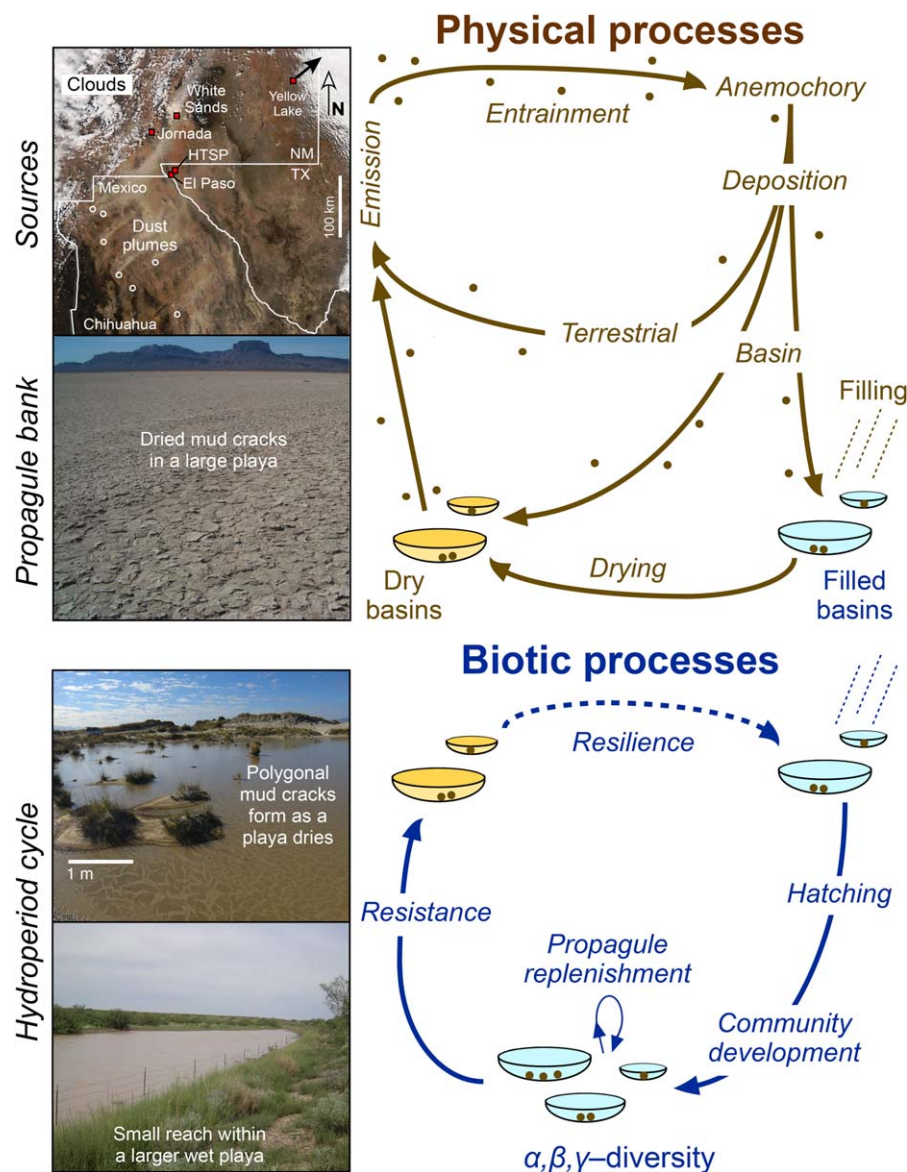 Physical processes
Sources
Clouds
White
Sands
Yellow
Lake
N
Jornada
HTSP
NM
TX
El Paso
Mexico
100 km
Dust
plumes
Chihuahua
Emission
Entrainment
Anemochory
Deposition
Terrestrial
Basin
Filling
Propagule bank
Dried mud cracks
in a large playa
Dry
basins
Drying
Filled
basins
Biotic processes
Hydroperiod cycle
Polygonal
mud cracks
form as a
playa dries
1 m
Small reach within
a larger wet playa
Resilience
Resistance
Hatching
Propagule
replenishment
Community
development
α,β,γ–diversity